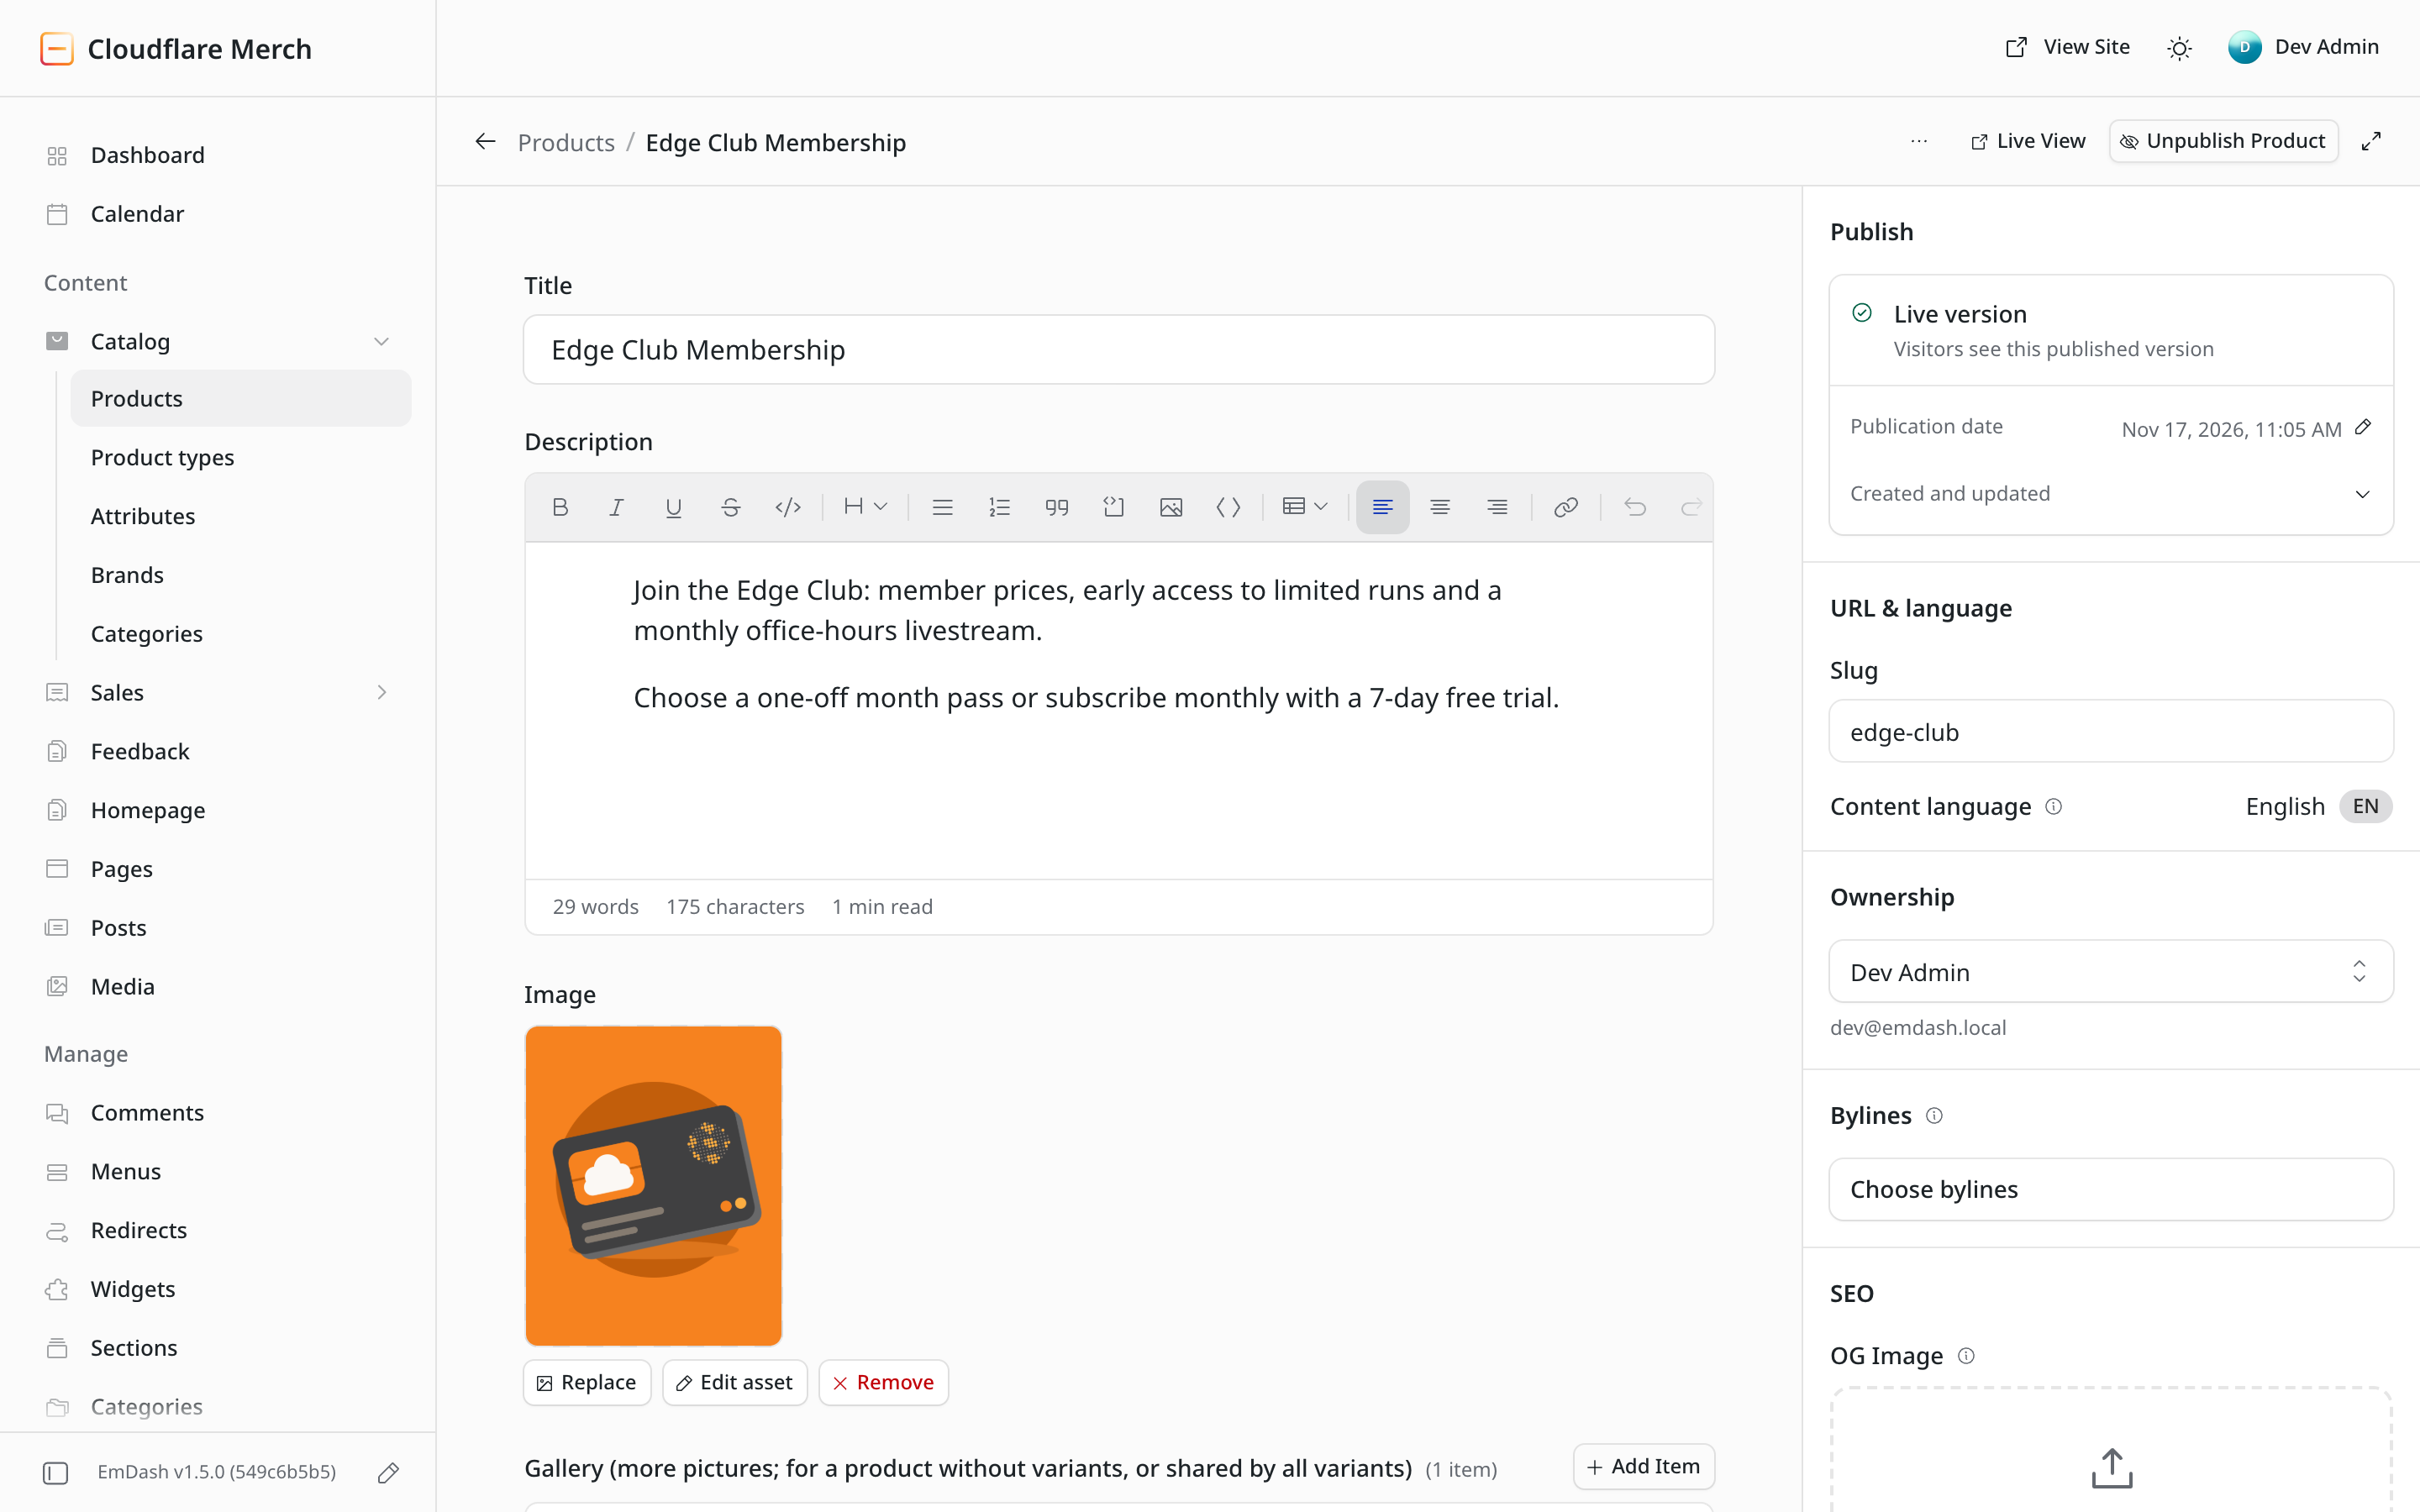 Cloudflare Merch
View Site
D
Dev Admin
Dashboard
Calendar
Content
Catalog
Products
Product types
Attributes
Brands
Categories
Sales
Feedback
Homepage
Pages
Posts
Media
Manage
Comments
Menus
Redirects
Widgets
Sections
Categories
EmDash v1.5.0 (549c6b5b5)
Products / Edge Club Membership
Live View
Unpublish Product
Title
Edge Club Membership
Description
Join the Edge Club: member prices, early access to limited runs and a
monthly office-hours livestream.
Choose a one-off month pass or subscribe monthly with a 7-day free trial.
29 words 175 characters 1 min read
Image
Replace
Edit asset
Remove
Gallery (more pictures; for a product without variants, or shared by all variants) (1 item)
Add Item
Publish
Live version
Visitors see this published version
Publication date
Nov 17, 2026, 11:05 AM
Created and updated
URL & language
Slug
edge-club
Content language
English EN
Ownership
Dev Admin
dev@emdash.local
Bylines
Choose bylines
SEO
OG Image